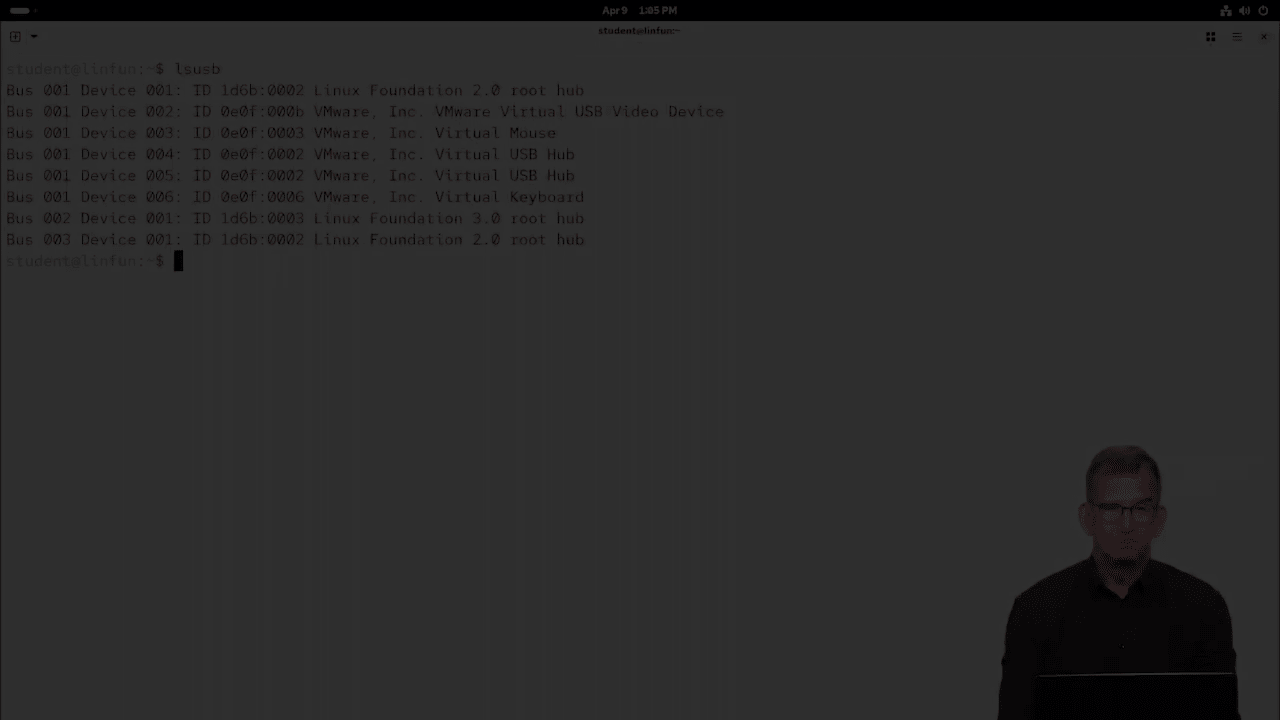 Apr 9 1:05 PM
student@linfun:~
student@linfun:~$ lsusb
Bus 001 Device 001: ID 1d6b:0002 Linux Foundation 2.0 root hub
Bus 001 Device 002: ID 0e0f:000b VMware, Inc. VMware Virtual USB Video Device
Bus 001 Device 003: ID 0e0f:0003 VMware, Inc. Virtual Mouse
Bus 001 Device 004: ID 0e0f:0002 VMware, Inc. Virtual USB Hub
Bus 001 Device 005: ID 0e0f:0002 VMware, Inc. Virtual USB Hub
Bus 001 Device 006: ID 0e0f:0006 VMware, Inc. Virtual Keyboard
Bus 002 Device 001: ID 1d6b:0003 Linux Foundation 3.0 root hub
Bus 003 Device 001: ID 1d6b:0002 Linux Foundation 2.0 root hub
student@linfun:~$